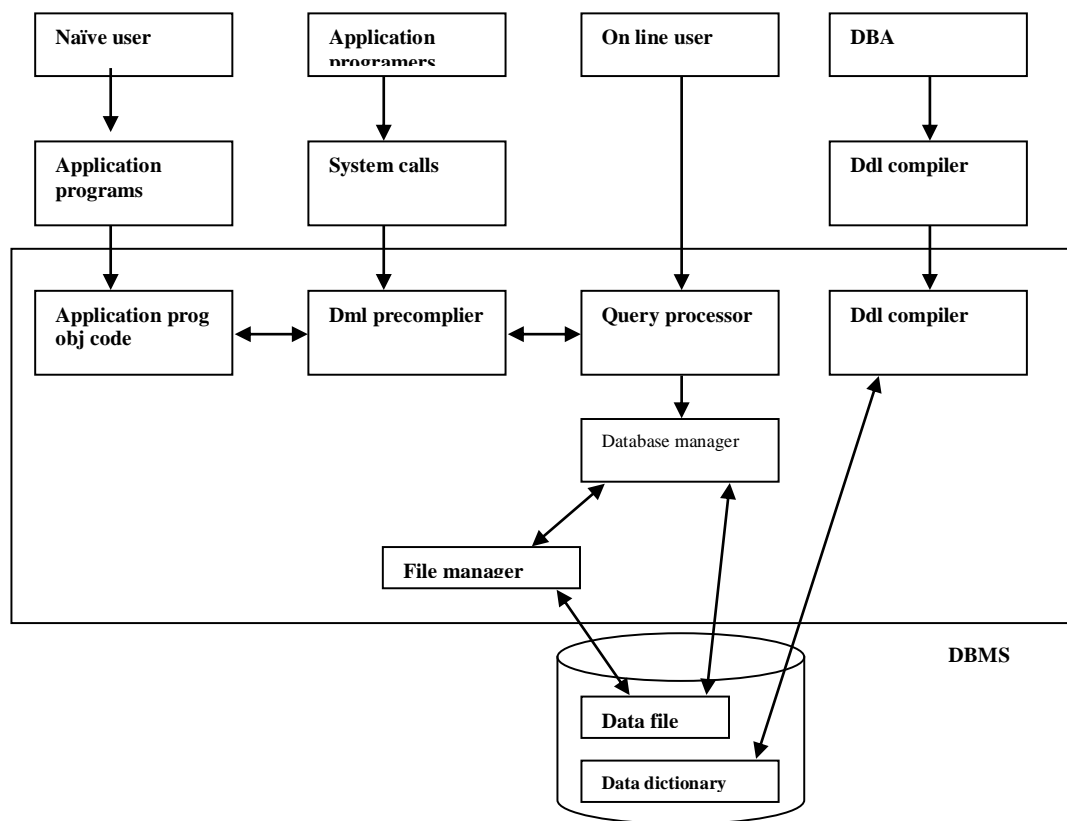 Naïve user
Application
programers
On line user
DBA
Application
programs
System calls
Ddl compiler
Application prog
obj code
Dml precomplier
Query processor
Ddl compiler
Database manager
File manager
DBMS
Data file
Data dictionary